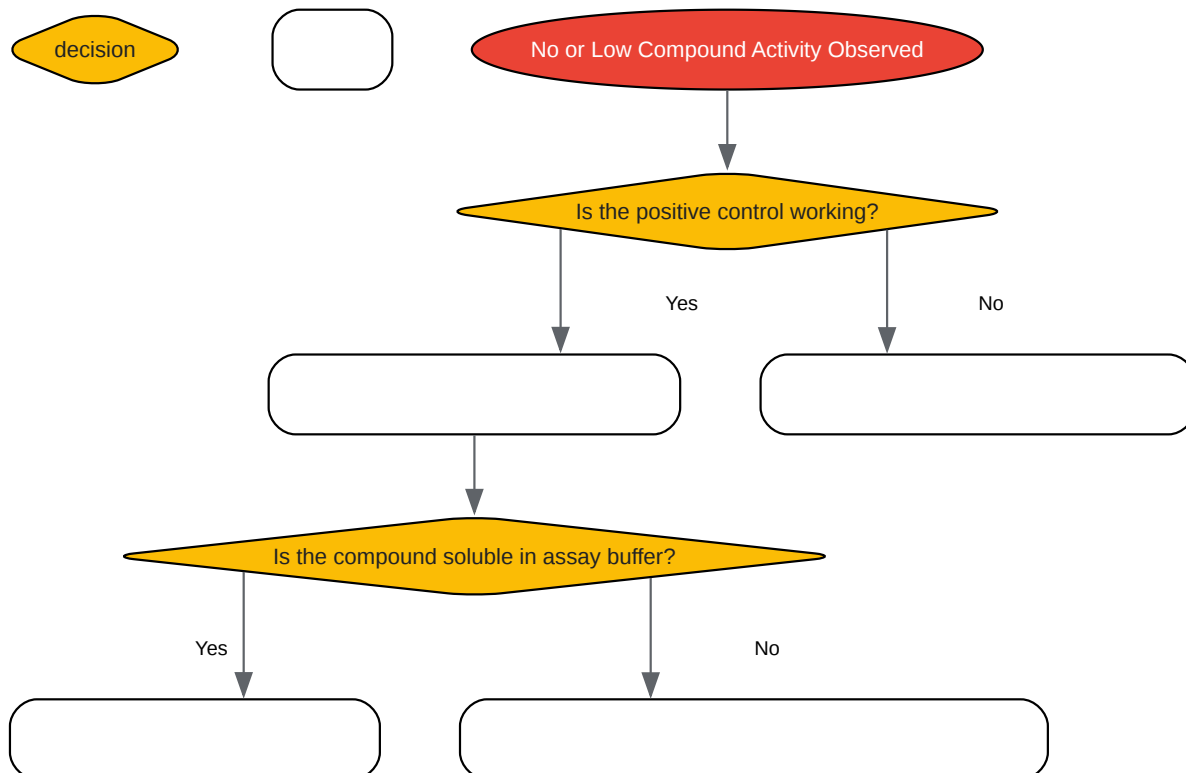 decision
No or Low Compound Activity Observed
Is the positive control working?
Yes
No
Is the compound soluble in assay buffer?
Yes
No